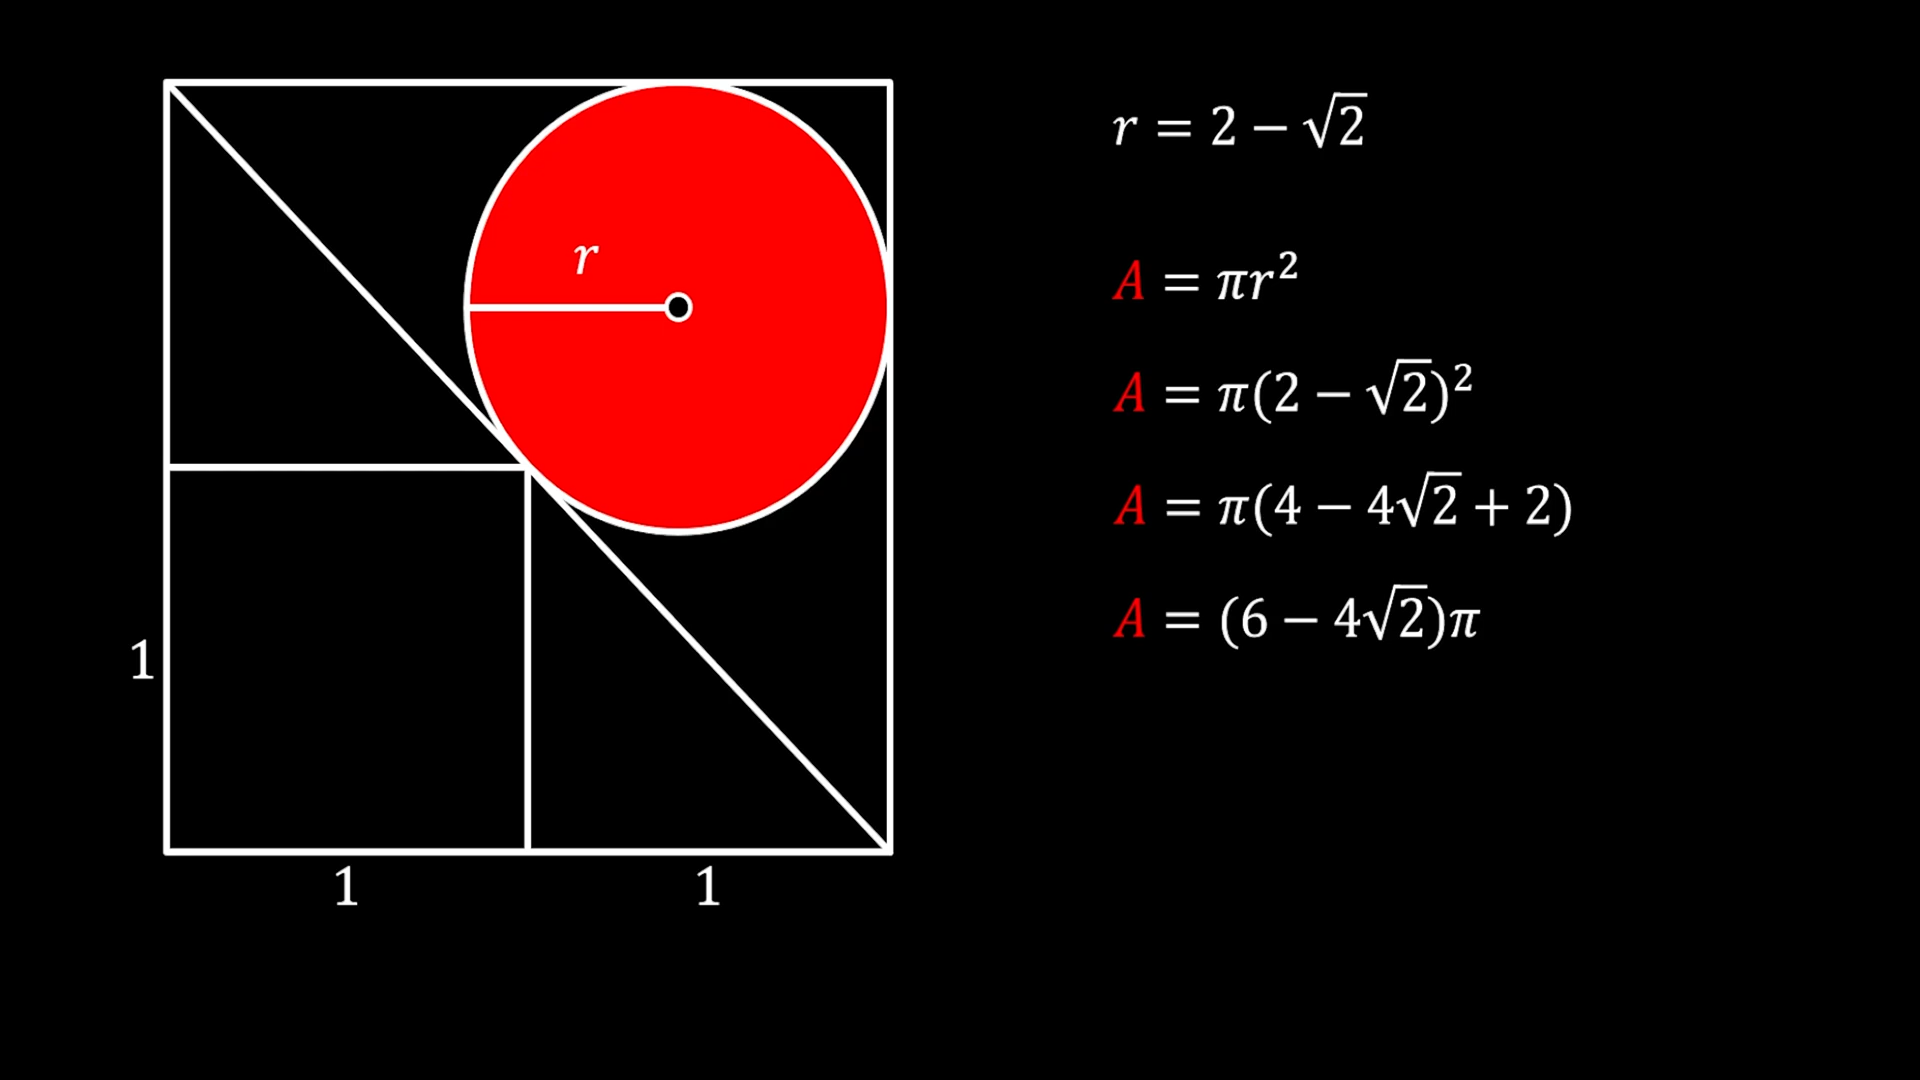 r = 2 − √2
A = πr²
r
A = π(2 − √2)²
A = π(4 − 4√2 + 2)
A = (6 − 4√2)π
1
1 1